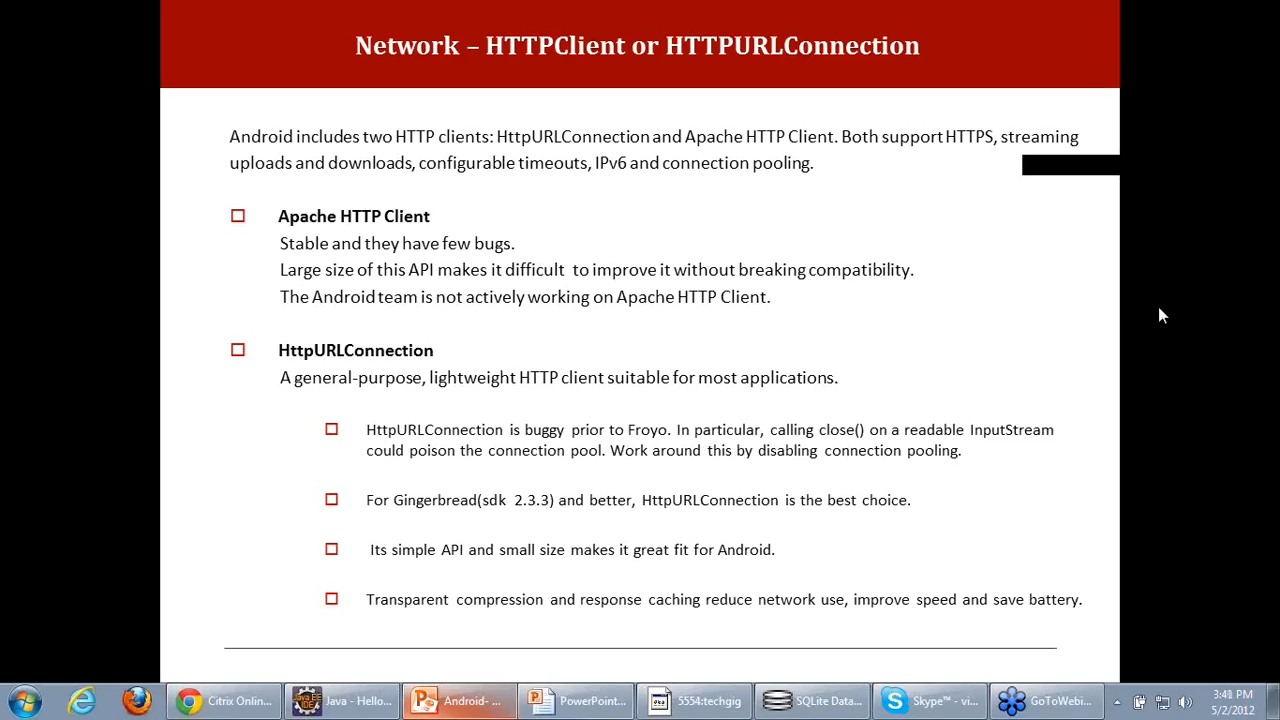 Network – HTTPClient or HTTPURLConnection
Android includes two HTTP clients: HttpURLConnection and Apache HTTP Client. Both support HTTPS, streaming
uploads and downloads, configurable timeouts, IPv6 and connection pooling.
Apache HTTP Client
Stable and they have few bugs.
Large size of this API makes it difficult to improve it without breaking compatibility.
The Android team is not actively working on Apache HTTP Client.
HttpURLConnection
A general-purpose, lightweight HTTP client suitable for most applications.
HttpURLConnection is buggy prior to Froyo. In particular, calling close() on a readable InputStream
could poison the connection pool. Work around this by disabling connection pooling.
For Gingerbread(sdk 2.3.3) and better, HttpURLConnection is the best choice.
Its simple API and small size makes it great fit for Android.
Transparent compression and response caching reduce network use, improve speed and save battery.
Citrix Online... Java - Hello... Android- ... PowerPoint... 5554:techgig SQLite Data... Skype™ - vi... GoToWebi... 3:41 PM
5/2/2012